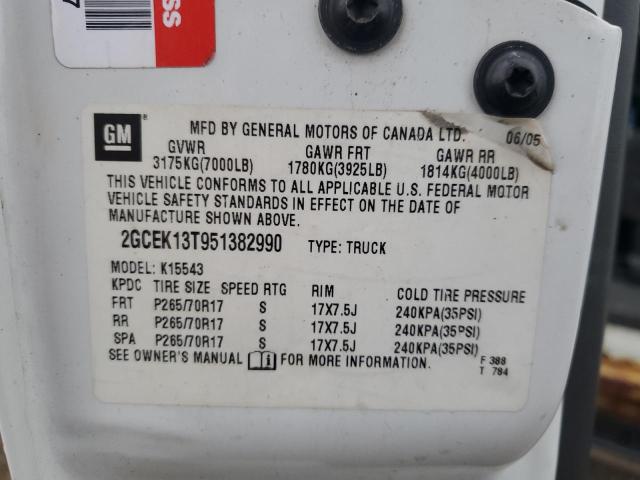 SS
7
GM
MFD BY GENERAL MOTORS OF CANADA LTD. 06/05
GVWR GAWR FRT GAWR RR
3175KG(7000LB) 1780KG(3925LB) 1814KG(4000LB)
THIS VEHICLE CONFORMS TO ALL APPLICABLE U.S. FEDERAL MOTOR
VEHICLE SAFETY STANDARDS IN EFFECT ON THE DATE OF
MANUFACTURE SHOWN ABOVE.
2GCEK13T951382990 TYPE: TRUCK
MODEL: K15543
KPDC TIRE SIZE SPEED RTG RIM COLD TIRE PRESSURE
FRT P265/70R17 S 17X7.5J 240KPA(35PSI)
RR P265/70R17 S 17X7.5J 240KPA(35PSI)
SPA P265/70R17 S 17X7.5J 240KPA(35PSI)
SEE OWNER'S MANUAL FOR MORE INFORMATION.
F 388
T 784